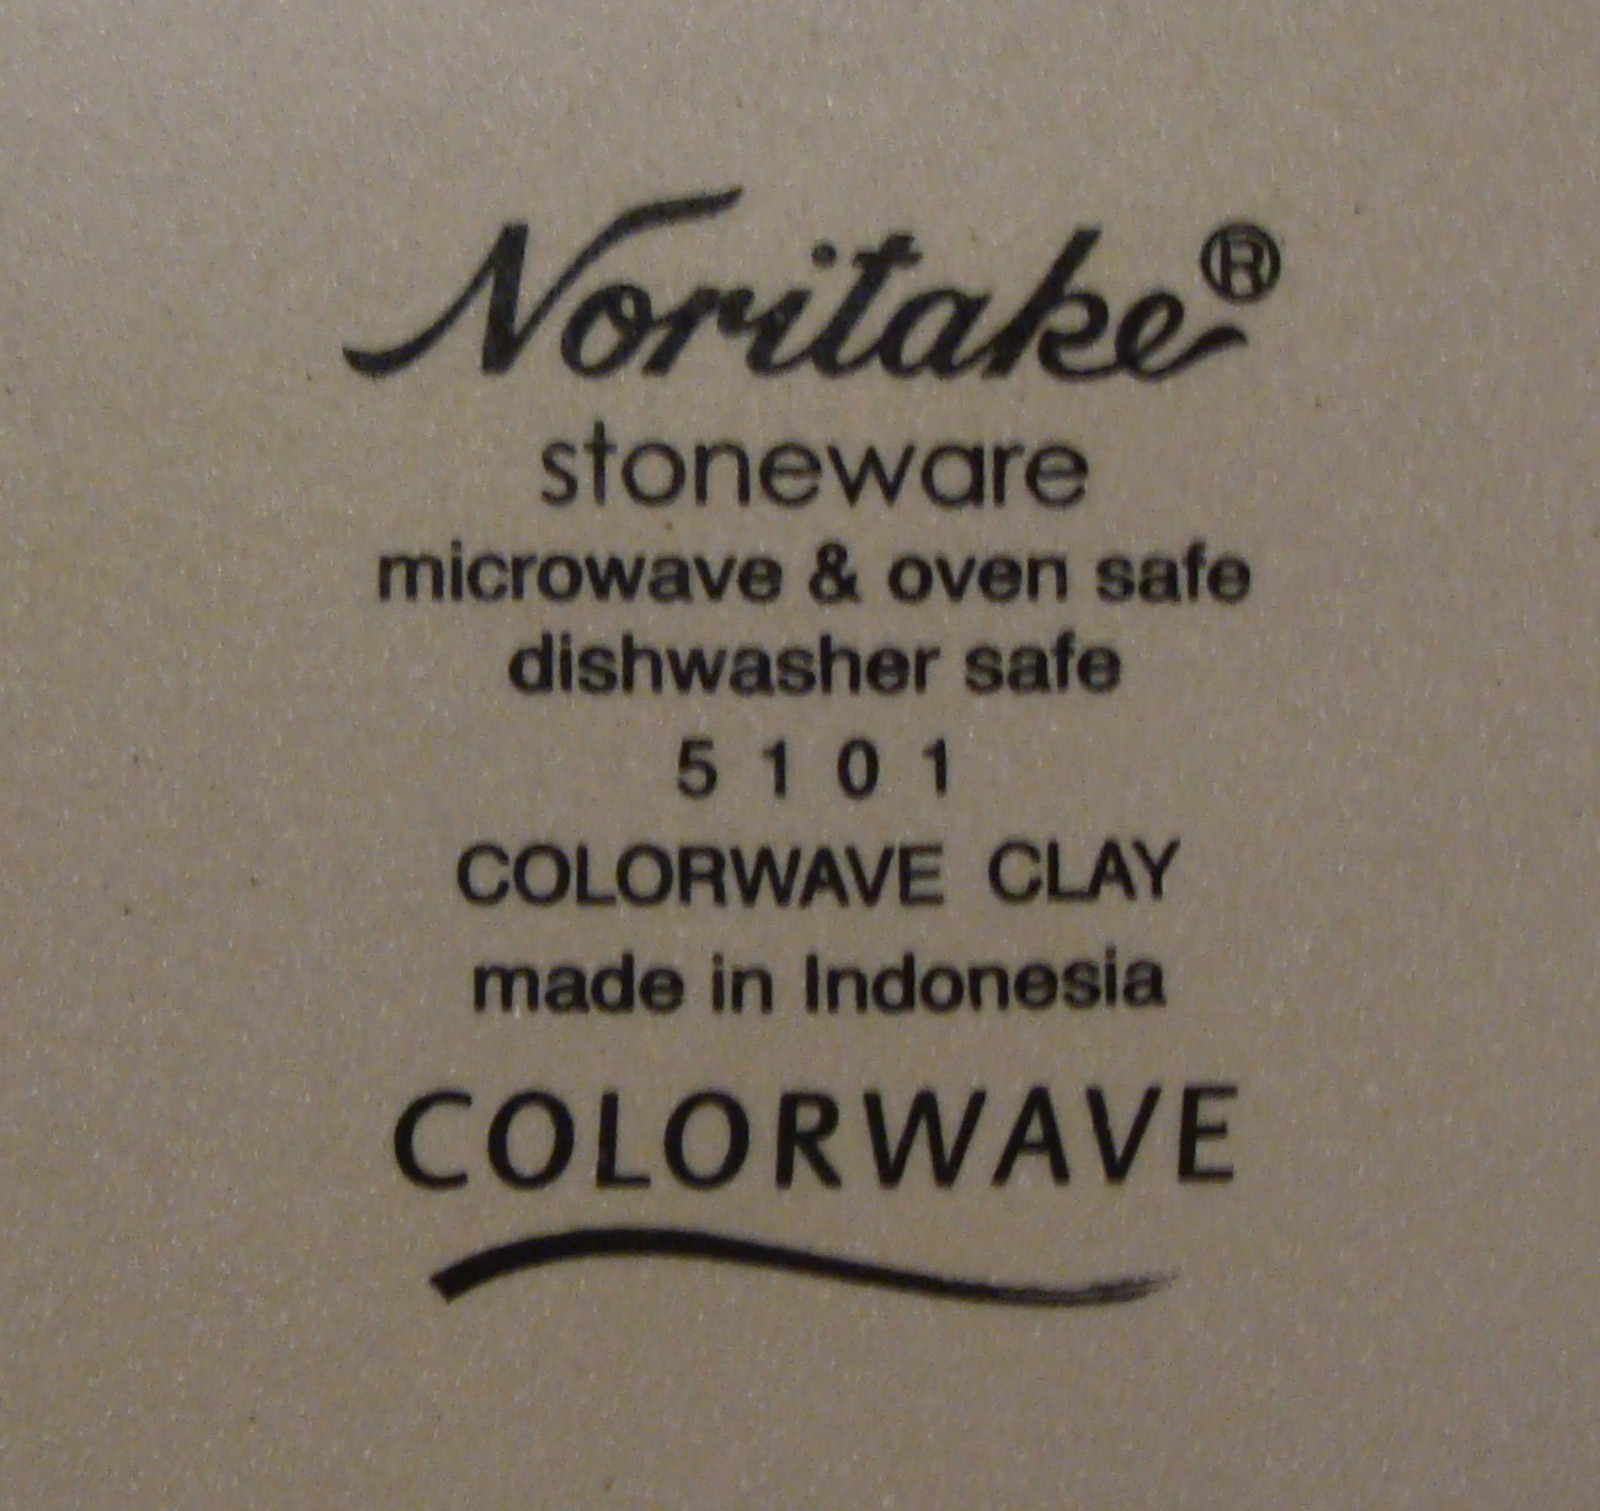 Noritake®
stoneware
microwave & oven safe
dishwasher safe
5 1 0 1
COLORWAVE CLAY
made in Indonesia
COLORWAVE